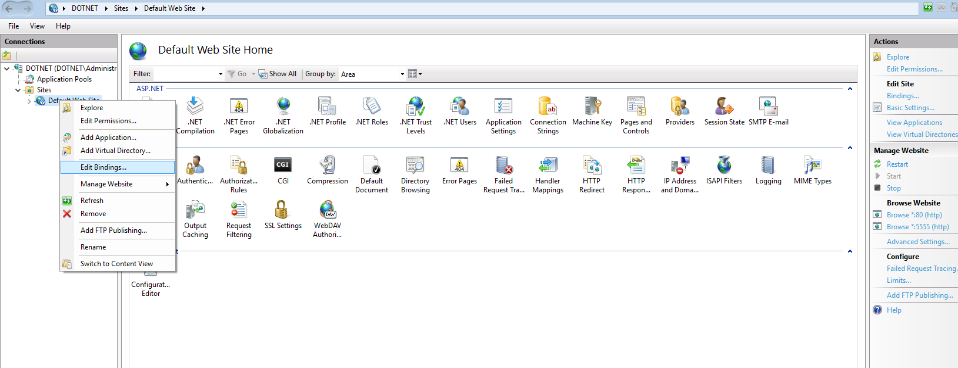 DOTNET Sites Default Web Site
File View Help
Connections
DOTNET (DOTNET\Administr
Application Pools
Sites
Default Web Site
Explore
Edit Permissions...
Add Application...
Add Virtual Directory...
Edit Bindings...
Manage Website
Refresh
Remove
Add FTP Publishing...
Rename
Switch to Content View
Default Web Site Home
Filter: Go Show All Group by: Area
ASP.NET
.NET Compilation
.NET Error Pages
.NET Globalization
.NET Profile
.NET Roles
.NET Trust Levels
.NET Users
Application Settings
Connection Strings
Machine Key
Pages and Controls
Providers
Session State
SMTP E-mail
Authentic...
Authorizat... Rules
CGI
Compression
Default Document
Directory Browsing
Error Pages
Failed Request Tra...
Handler Mappings
HTTP Redirect
HTTP Respon...
IP Address and Doma...
ISAPI Filters
Logging
MIME Types
Output Caching
Request Filtering
SSL Settings
WebDAV Authori...
Configurat... Editor
Actions
Explore
Edit Permissions...
Edit Site
Bindings...
Basic Settings...
View Applications
View Virtual Directories
Manage Website
Restart
Start
Stop
Browse Website
Browse *:80 (http)
Browse *:5555 (http)
Advanced Settings...
Configure
Failed Request Tracing.
Limits...
Add FTP Publishing...
Help